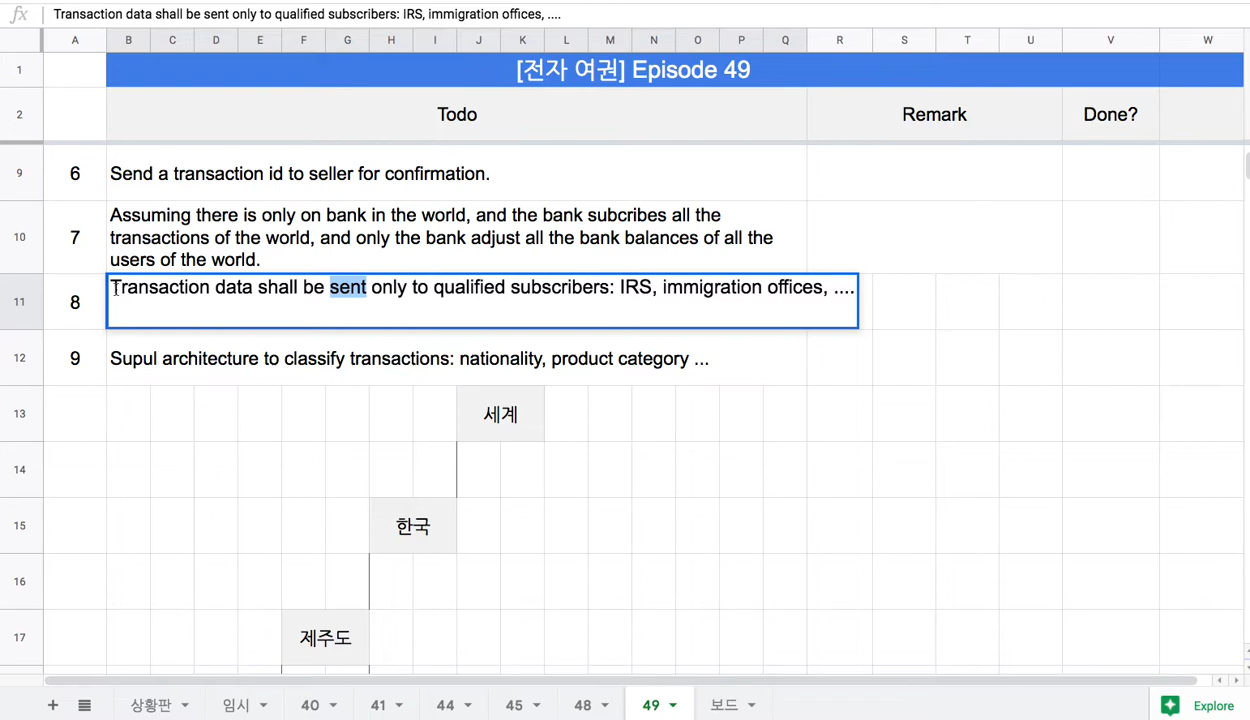 fx Transaction data shall be sent only to qualified subscribers: IRS, immigration offices, ....
A B C D E F G H I J K L M N O P Q R S T U V W
1 [전자 여권] Episode 49
2 Todo Remark Done?
9 6 Send a transaction id to seller for confirmation.
Assuming there is only on bank in the world, and the bank subcribes all the
10 7 transactions of the world, and only the bank adjust all the bank balances of all the
users of the world.
Transaction data shall be sent only to qualified subscribers: IRS, immigration offices, ....
11 8
12 9 Supul architecture to classify transactions: nationality, product category ...
13 세계
14
15 한국
16
17 제주도
+ 상황판 임시 40 41 44 45 48 49 보드 Explore